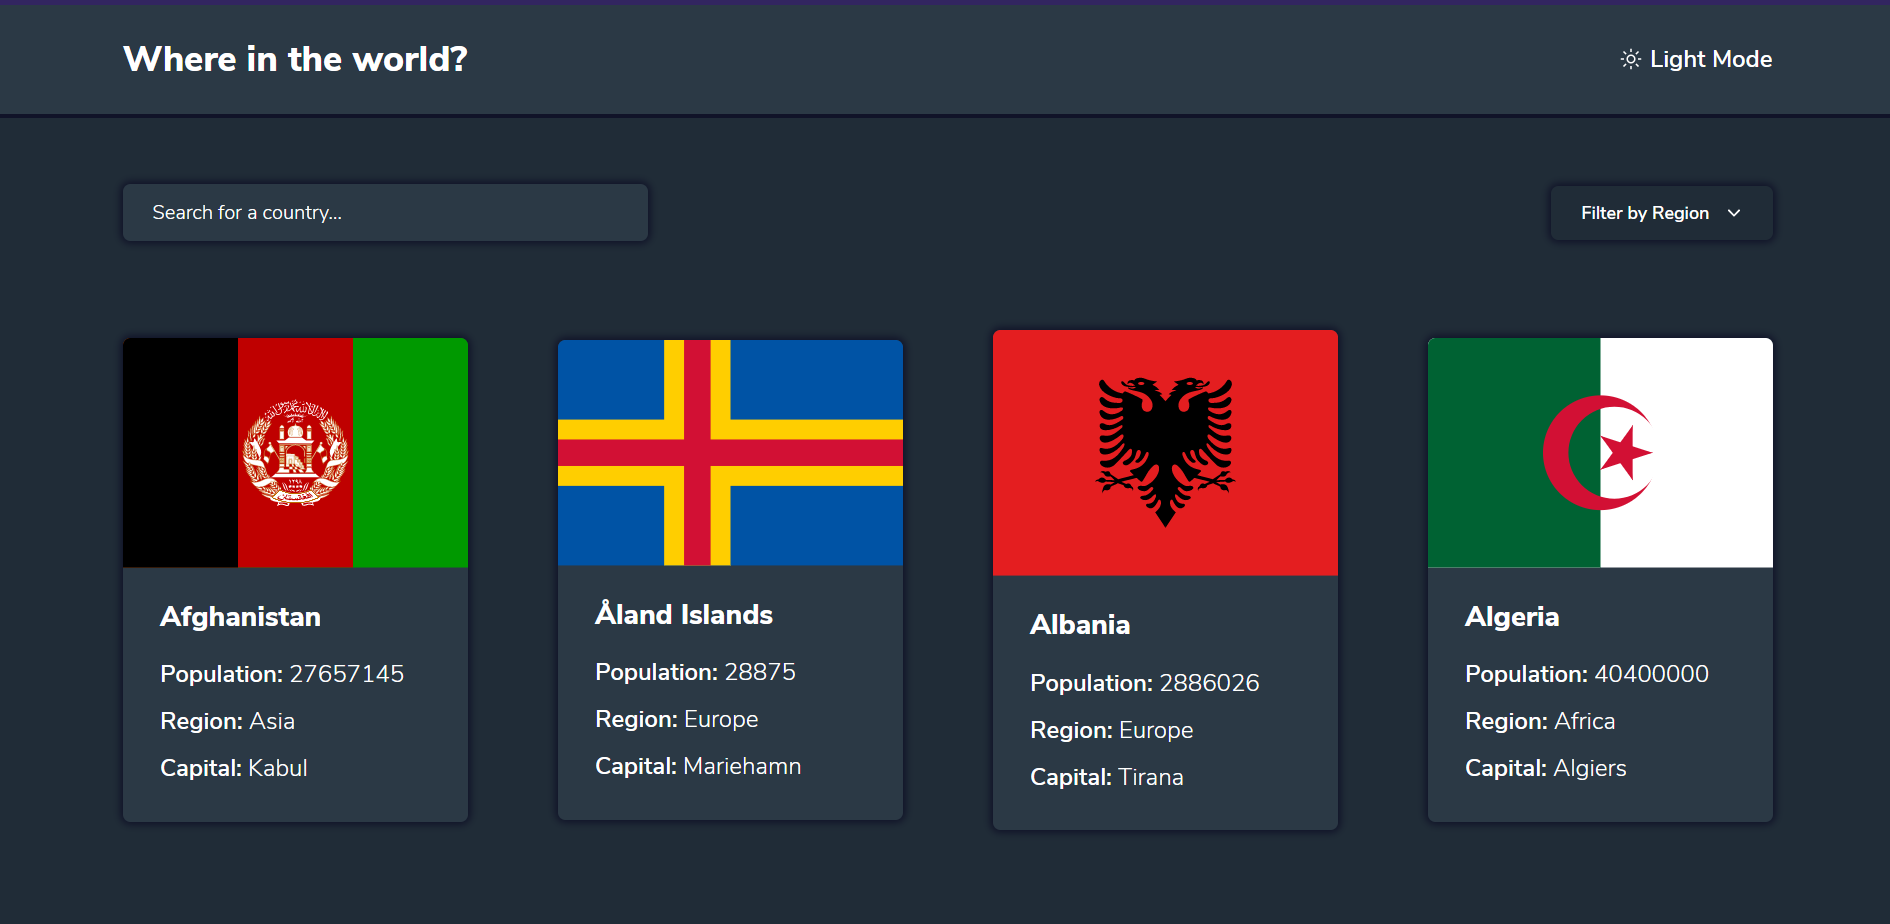 Where in the world?
Light Mode
Search for a country...
Filter by Region
Afghanistan
Population: 27657145
Region: Asia
Capital: Kabul
Åland Islands
Population: 28875
Region: Europe
Capital: Mariehamn
Albania
Population: 2886026
Region: Europe
Capital: Tirana
Algeria
Population: 40400000
Region: Africa
Capital: Algiers